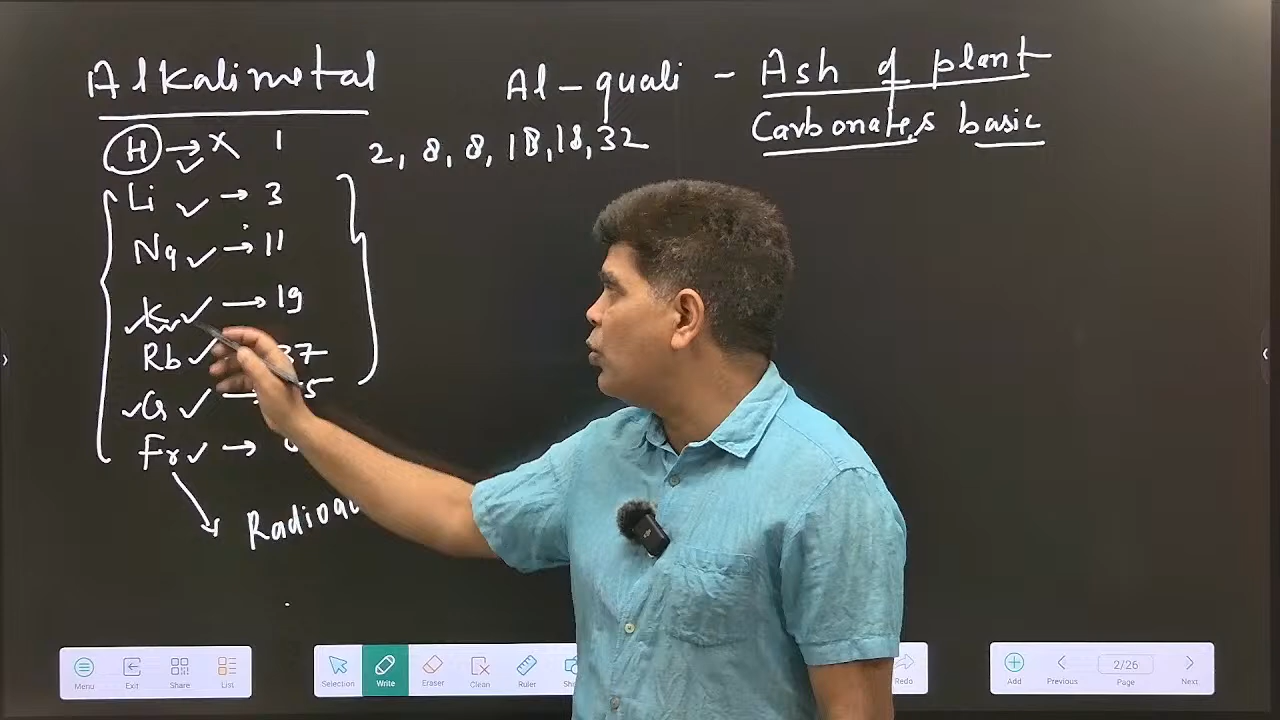 Alkalimetal
Al-quali - Ash of plant
Carbonates basic
H → X 1
2, 8, 8, 18, 18, 32
Li ✓ → 3
Na ✓ → 11
K ✓ → 19
Rb ✓ 37
✓ Cs ✓ → 55
Fr ✓ →
Menu
Exit
Share
List
Selection
Write
Eraser
Clean
Ruler
Redo
Add
Previous
2/26
Page
Next